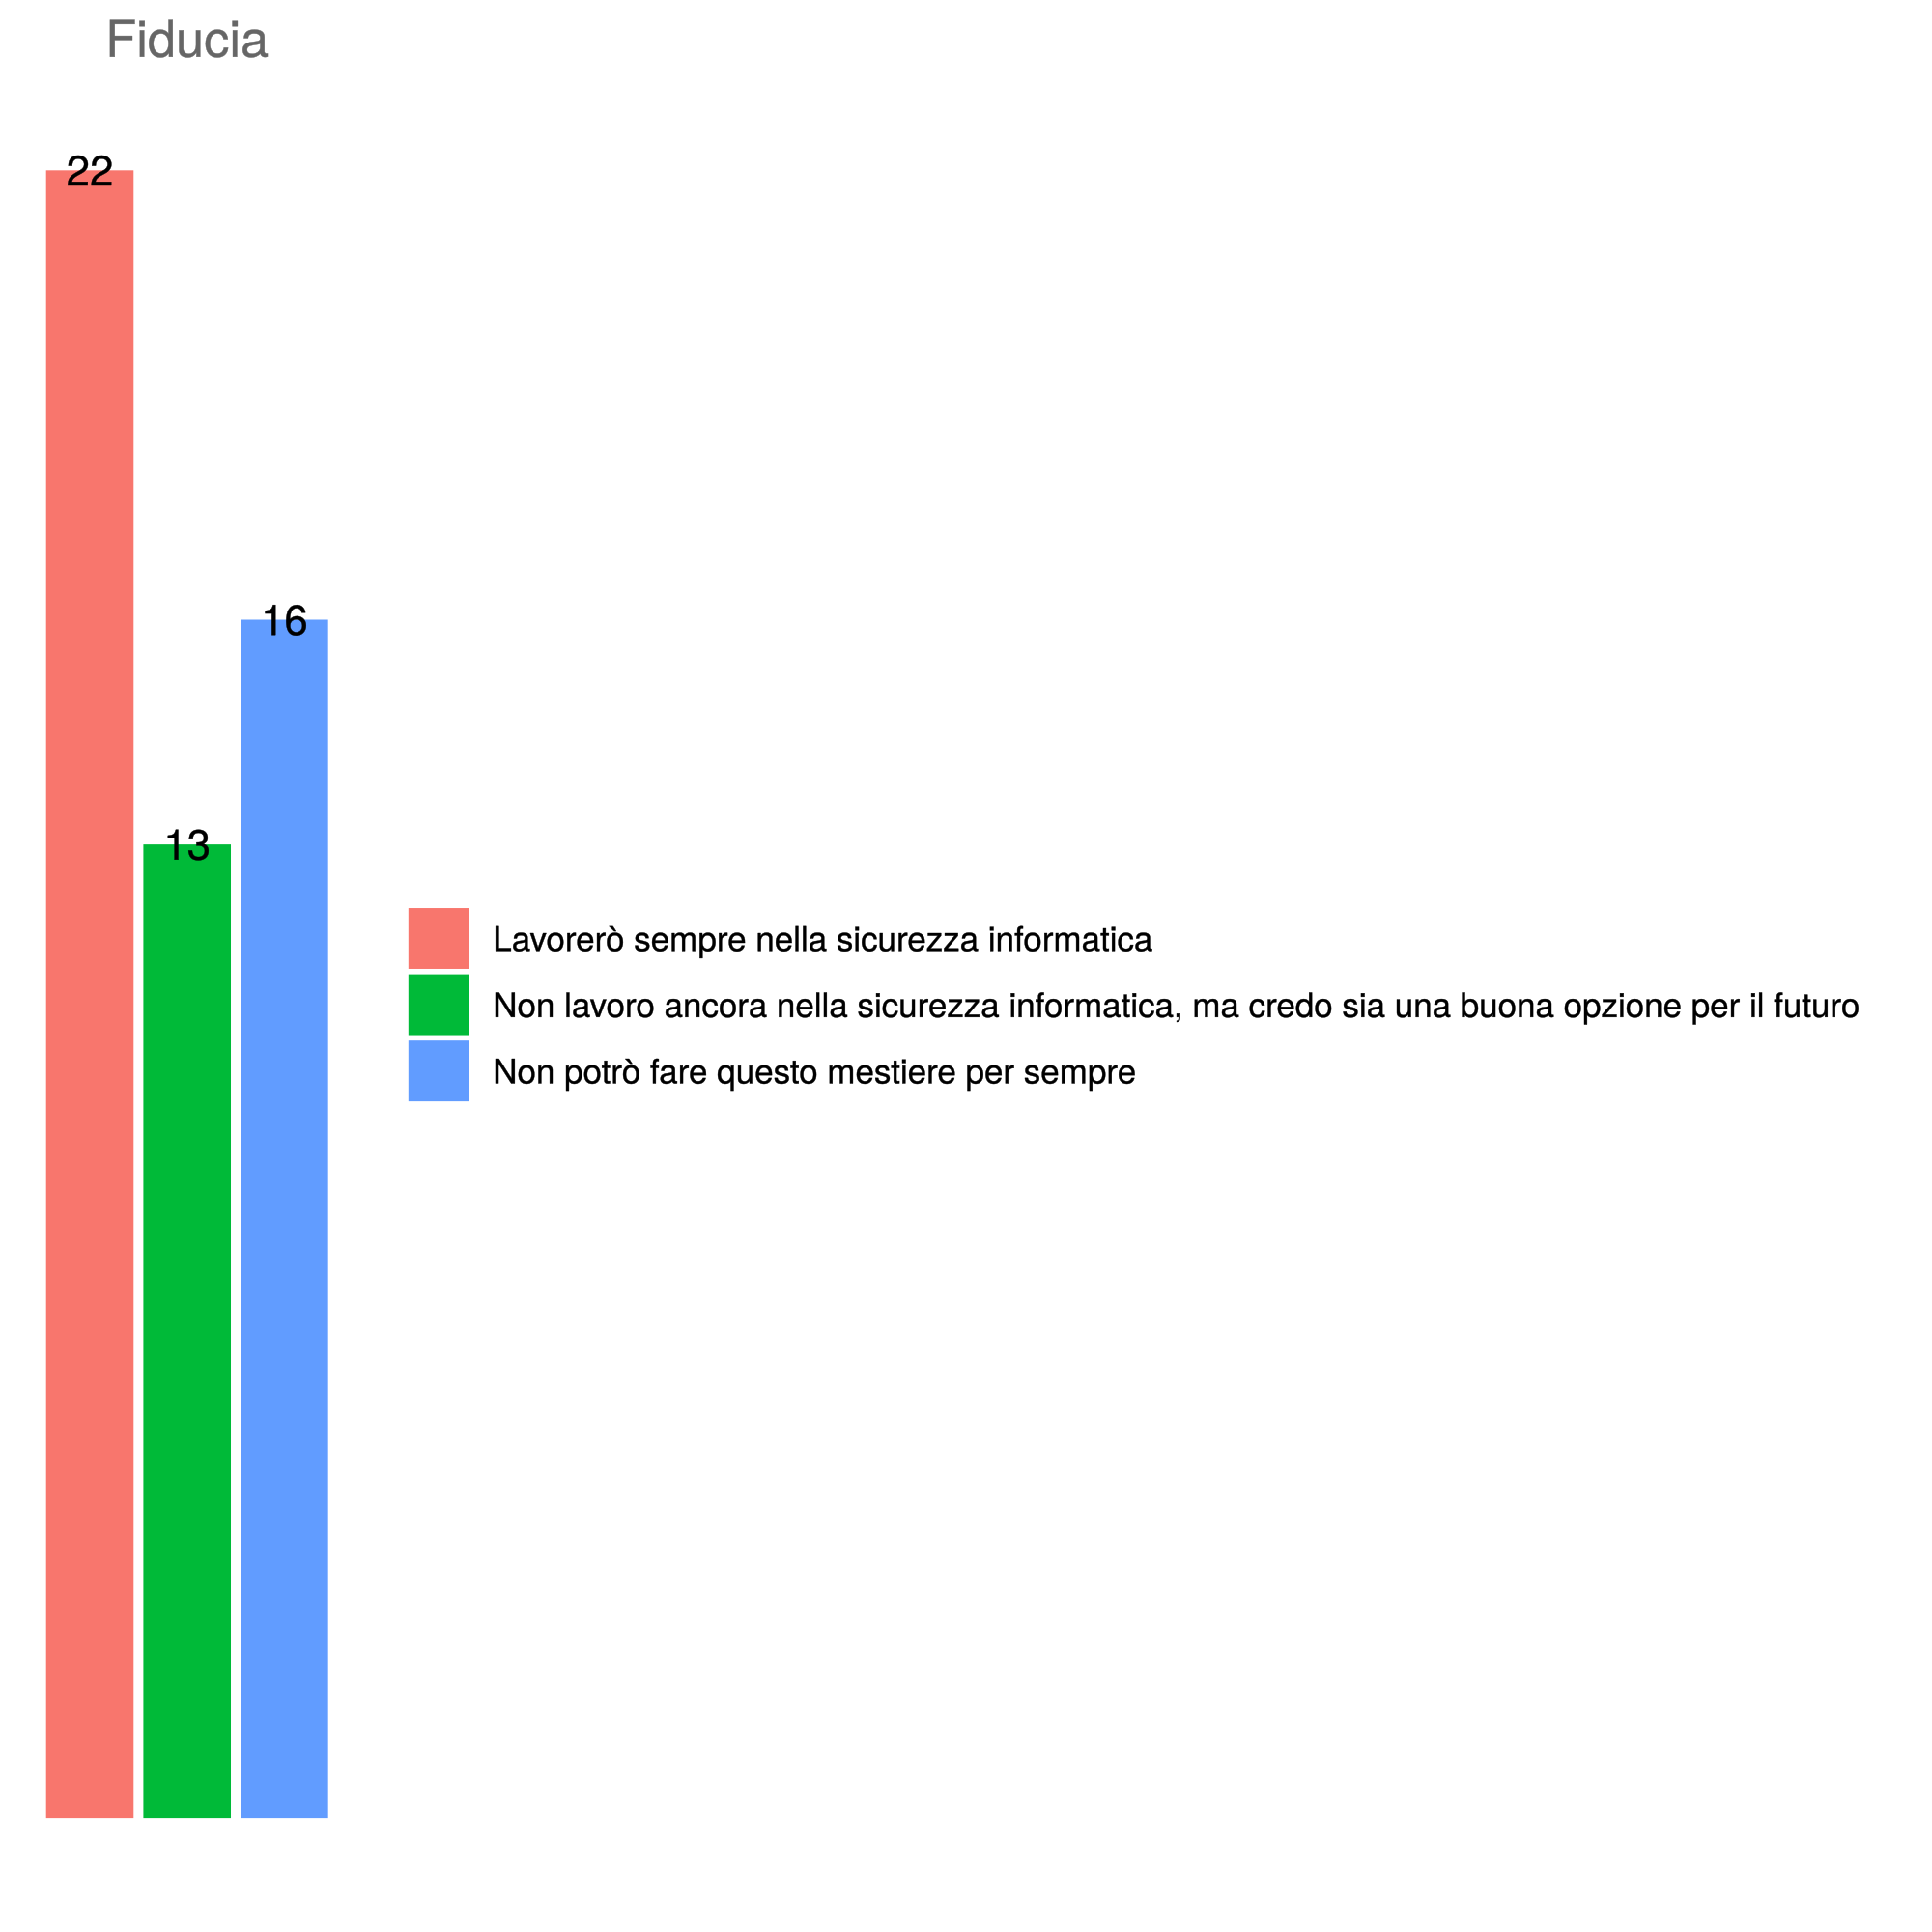 Fiducia
22
16
13
Lavorerò sempre nella sicurezza informatica
Non lavoro ancora nella sicurezza informatica, ma credo sia una buona opzione per il futuro
Non potrò fare questo mestiere per sempre